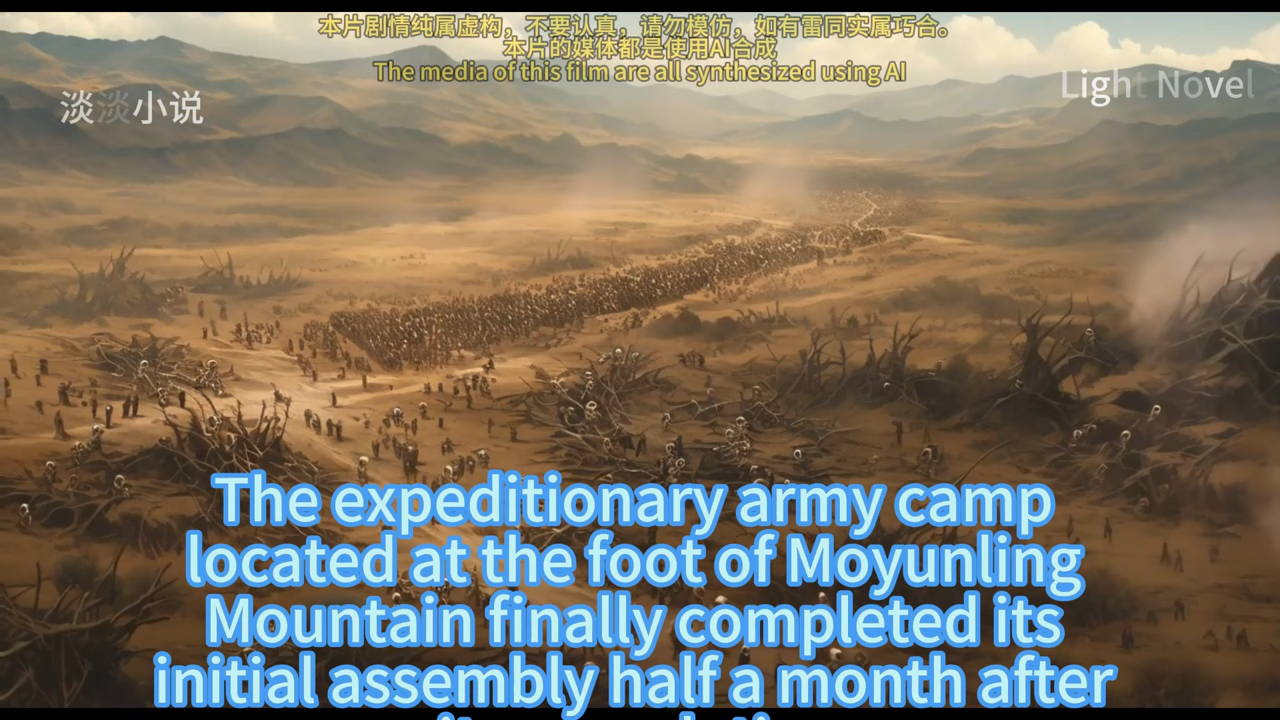 本片剧情纯属虚构，不要认真，请勿模仿，如有雷同实属巧合。
本片的媒体都是使用AI合成
The media of this film are all synthesized using AI
淡淡小说
Light Novel
The expeditionary army camp
located at the foot of Moyunling
Mountain finally completed its
initial assembly half a month after